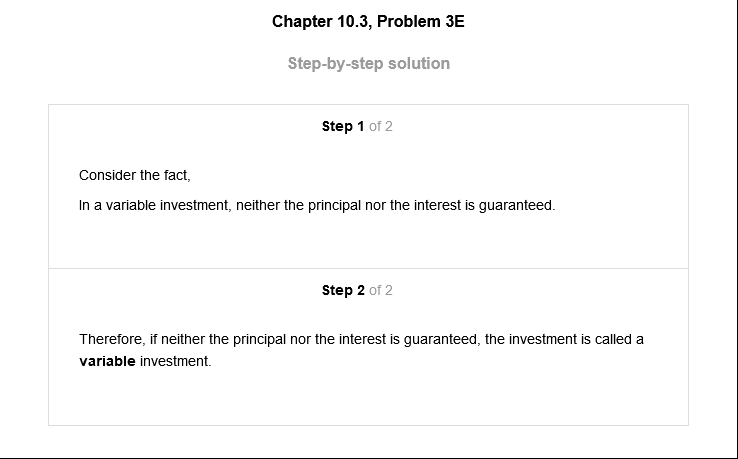 Chapter 10.3, Problem 3E
Step-by-step solution
Step 1 of 2
Consider the fact,
In a variable investment, neither the principal nor the interest is guaranteed.
Step 2 of 2
Therefore, if neither the principal nor the interest is guaranteed, the investment is called a
variable investment.